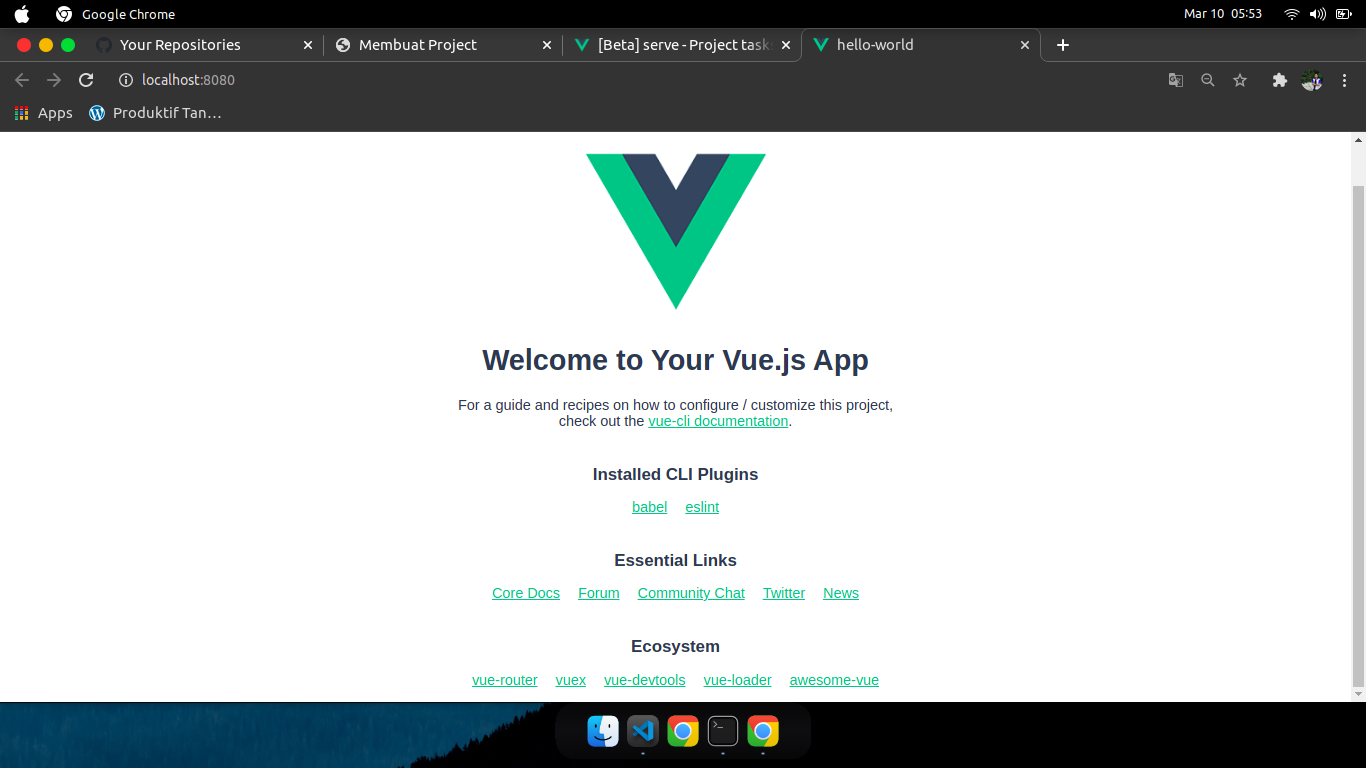 Google Chrome
Mar 10 05:53
Your Repositories
Membuat Project
[Beta] serve - Project task
hello-world
localhost:8080
Apps
Produktif Tan...
Welcome to Your Vue.js App
For a guide and recipes on how to configure / customize this project,
check out the vue-cli documentation.
Installed CLI Plugins
babel eslint
Essential Links
Core Docs Forum Community Chat Twitter News
Ecosystem
vue-router vuex vue-devtools vue-loader awesome-vue